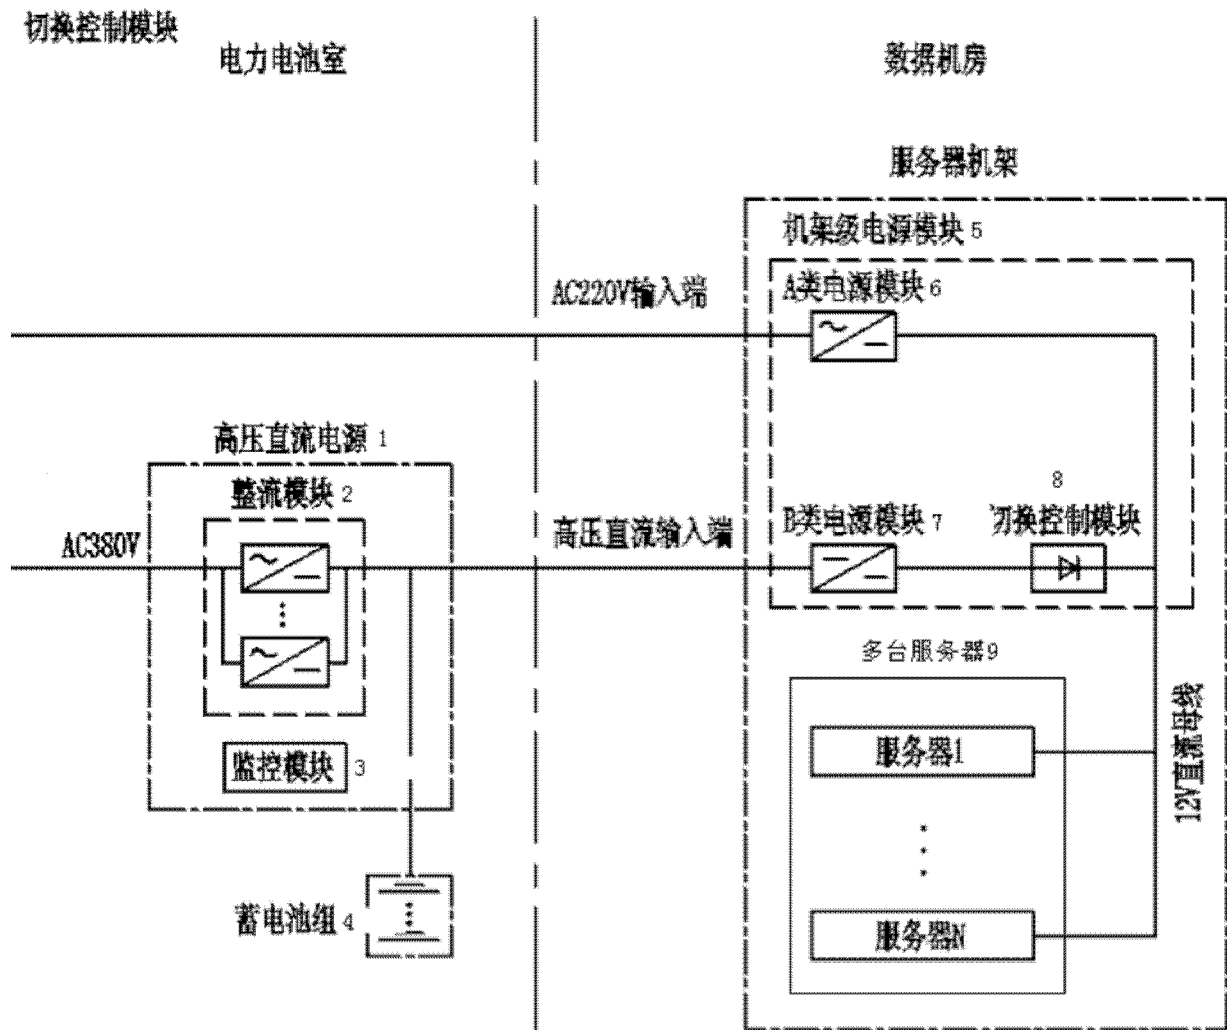 切换控制模块
电力电池室
数据机房
服务器机架
机架级电源模块 5
AC220V输入端
A类电源模块 6
高压直流电源 1
整流模块 2
AC380V
高压直流输入端
B类电源模块 7
8
切换控制模块
多台服务器9
服务器1
监控模块 3
12V直流母线
蓄电池组 4
服务器N